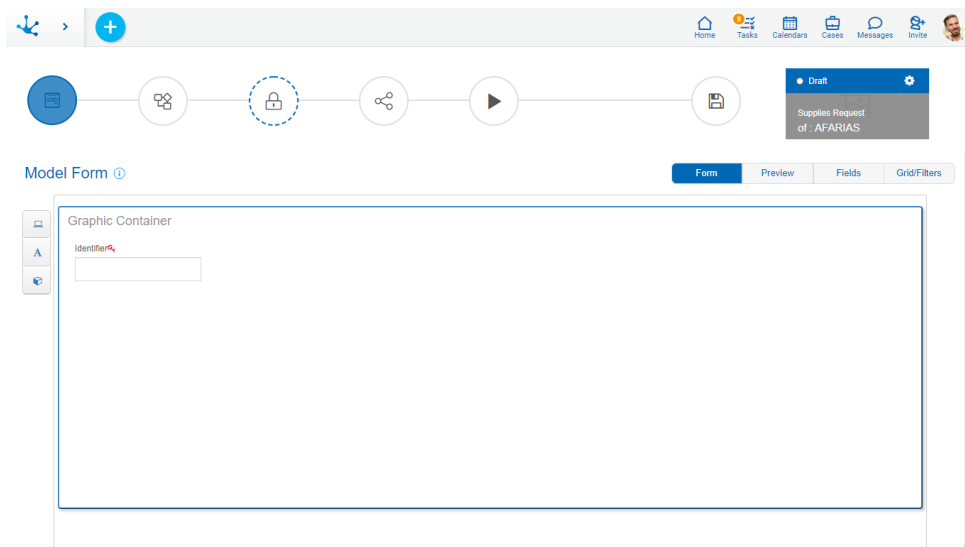 Home
8
Tasks
Calendars
Cases
Messages
Invite
Draft
Supplies Request
of : AFARIAS
Model Form
Form
Preview
Fields
Grid/Filters
A
Graphic Container
Identifier